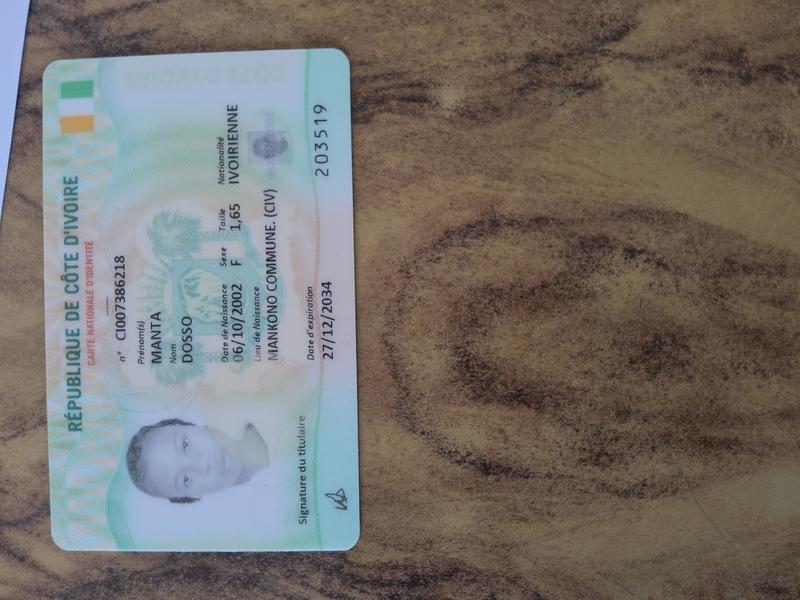 RÉPUBLIQUE DE CÔTE D'IVOIRE
CARTE NATIONALE D'IDENTITÉ
n° CI007386218
Prénom(s)
MANTA
Nom
DOSSO
Date de Naissance Sexe Taille Nationalité
06/10/2002 F 1,65 IVOIRIENNE
Lieu de Naissance
MANKONO COMMUNE. (CIV)
Date d'expiration
27/12/2034
203519
Signature du titulaire
CÔTE D'IVOIRE